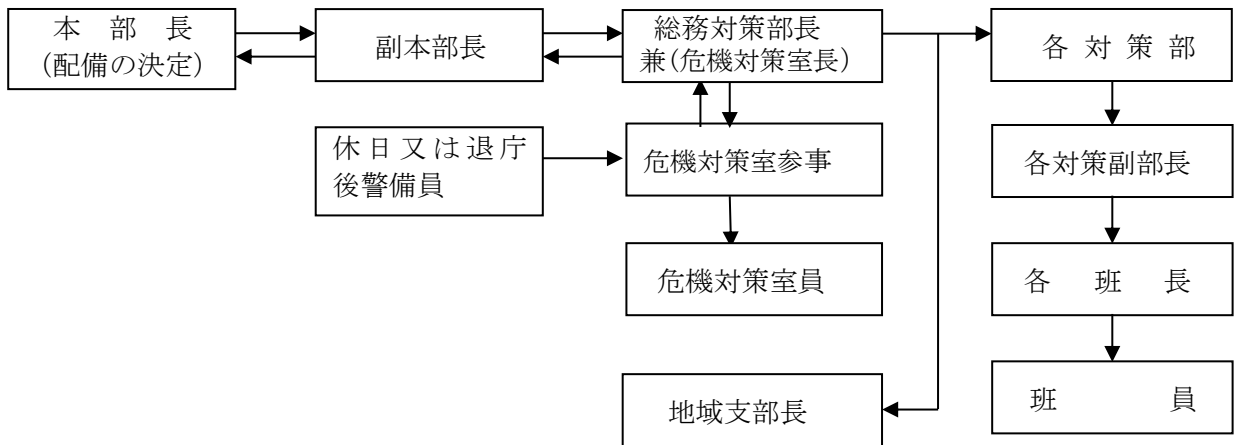 本部長
(配備の決定)
副本部長
総務対策部長
兼(危機対策室長)
各対策部
休日又は退庁
後警備員
危機対策室参事
各対策副部長
危機対策室員
各班長
地域支部長
班員